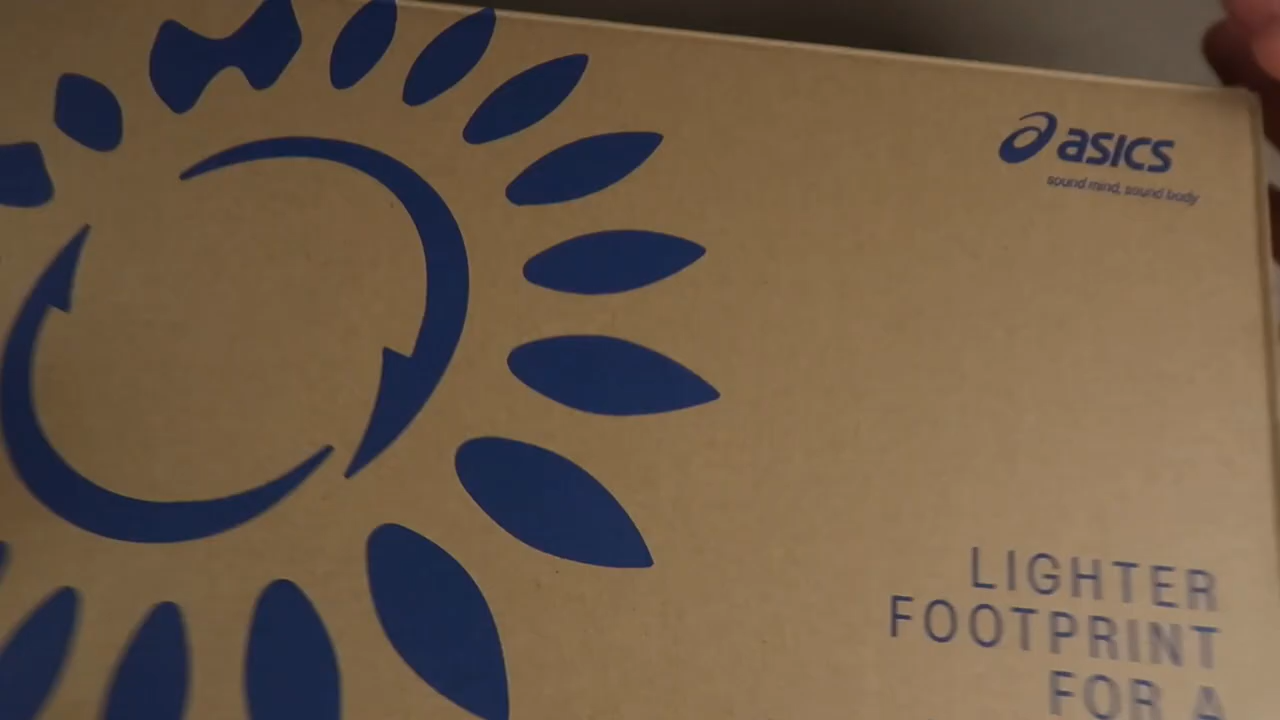 asics
sound mind, sound body
LIGHTER
FOOTPRINT
FOR A